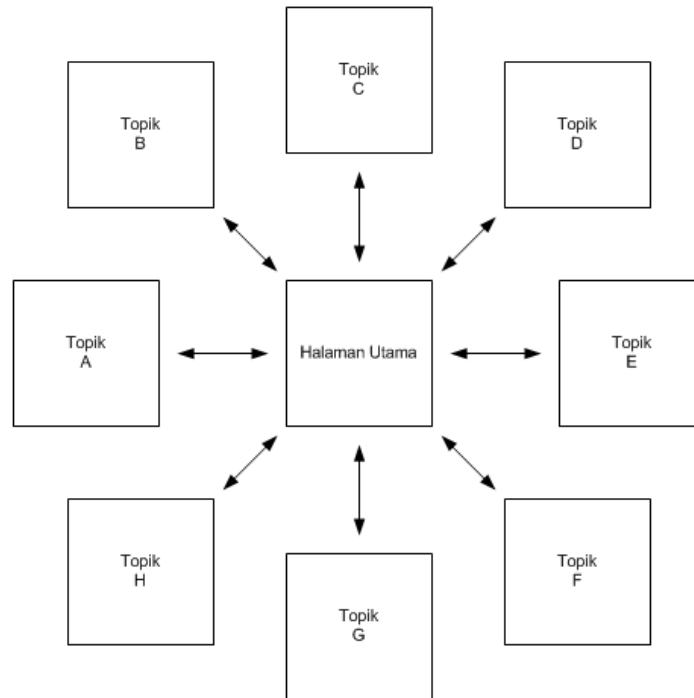 Topik
C
Topik
B
Topik
D
Topik
A
Halaman Utama
Topik
E
Topik
H
Topik
F
Topik
G